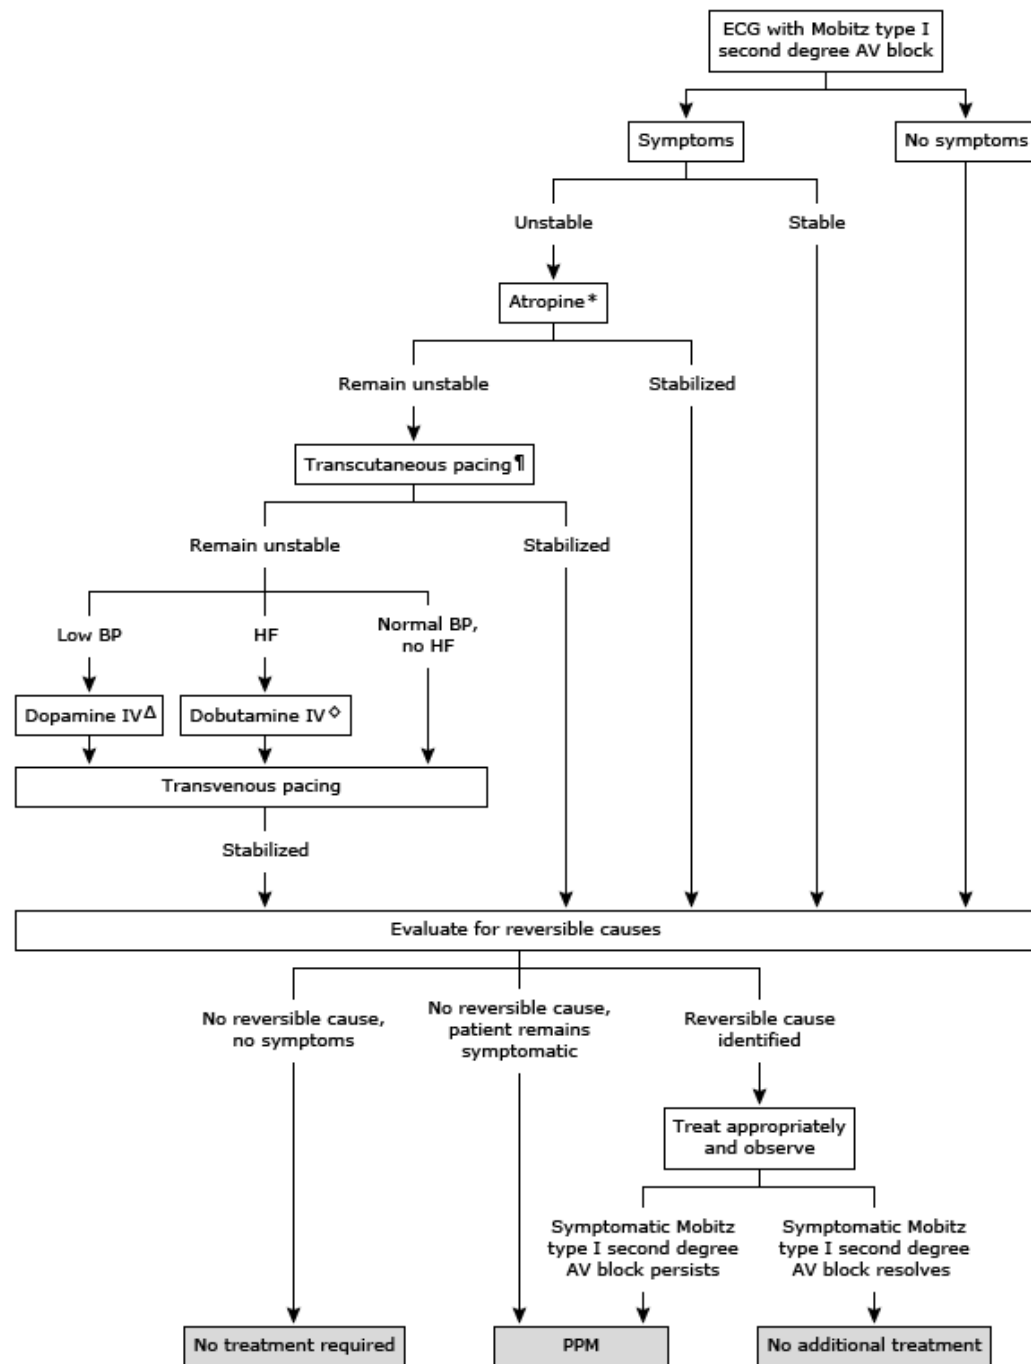 ECG with Mobitz type I
second degree AV block
Symptoms
No symptoms
Unstable
Stable
Atropine*
Remain unstable
Stabilized
Transcutaneous pacing¶
Remain unstable
Stabilized
Low BP
HF
Normal BP,
no HF
Dopamine IVΔ
Dobutamine IV◇
Transvenous pacing
Stabilized
Evaluate for reversible causes
No reversible cause,
no symptoms
No reversible cause,
patient remains
symptomatic
Reversible cause
identified
Treat appropriately
and observe
Symptomatic Mobitz
type I second degree
AV block persists
Symptomatic Mobitz
type I second degree
AV block resolves
No treatment required
PPM
No additional treatment